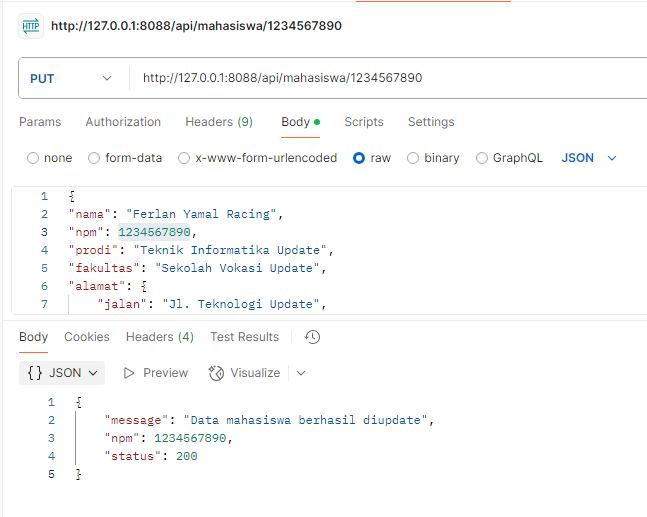 HTTP http://127.0.0.1:8088/api/mahasiswa/1234567890
PUT http://127.0.0.1:8088/api/mahasiswa/1234567890
Params Authorization Headers (9) Body Scripts Settings
none form-data x-www-form-urlencoded raw binary GraphQL JSON
1 {
2 "nama": "Ferlan Yamal Racing",
3 "npm": 1234567890,
4 "prodi": "Teknik Informatika Update",
5 "fakultas": "Sekolah Vokasi Update",
6 "alamat": {
7 "jalan": "Jl. Teknologi Update",
Body Cookies Headers (4) Test Results
{} JSON Preview Visualize
1 {
2 "message": "Data mahasiswa berhasil diupdate",
3 "npm": 1234567890,
4 "status": 200
5 }